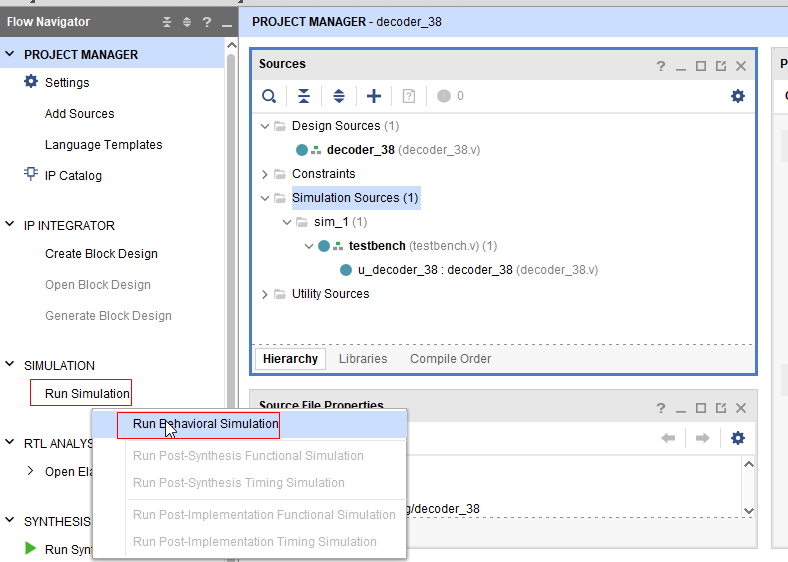 Flow Navigator
PROJECT MANAGER
Settings
Add Sources
Language Templates
IP Catalog
IP INTEGRATOR
Create Block Design
Open Block Design
Generate Block Design
SIMULATION
Run Simulation
RTL ANALYS
Open Ela
SYNTHESIS
Run Synt
PROJECT MANAGER - decoder_38
Sources
0
Design Sources (1)
decoder_38 (decoder_38.v)
Constraints
Simulation Sources (1)
sim_1 (1)
testbench (testbench.v) (1)
u_decoder_38 : decoder_38 (decoder_38.v)
Utility Sources
Hierarchy Libraries Compile Order
Source File Properties
g/decoder_38
Run Behavioral Simulation
Run Post-Synthesis Functional Simulation
Run Post-Synthesis Timing Simulation
Run Post-Implementation Functional Simulation
Run Post-Implementation Timing Simulation
P